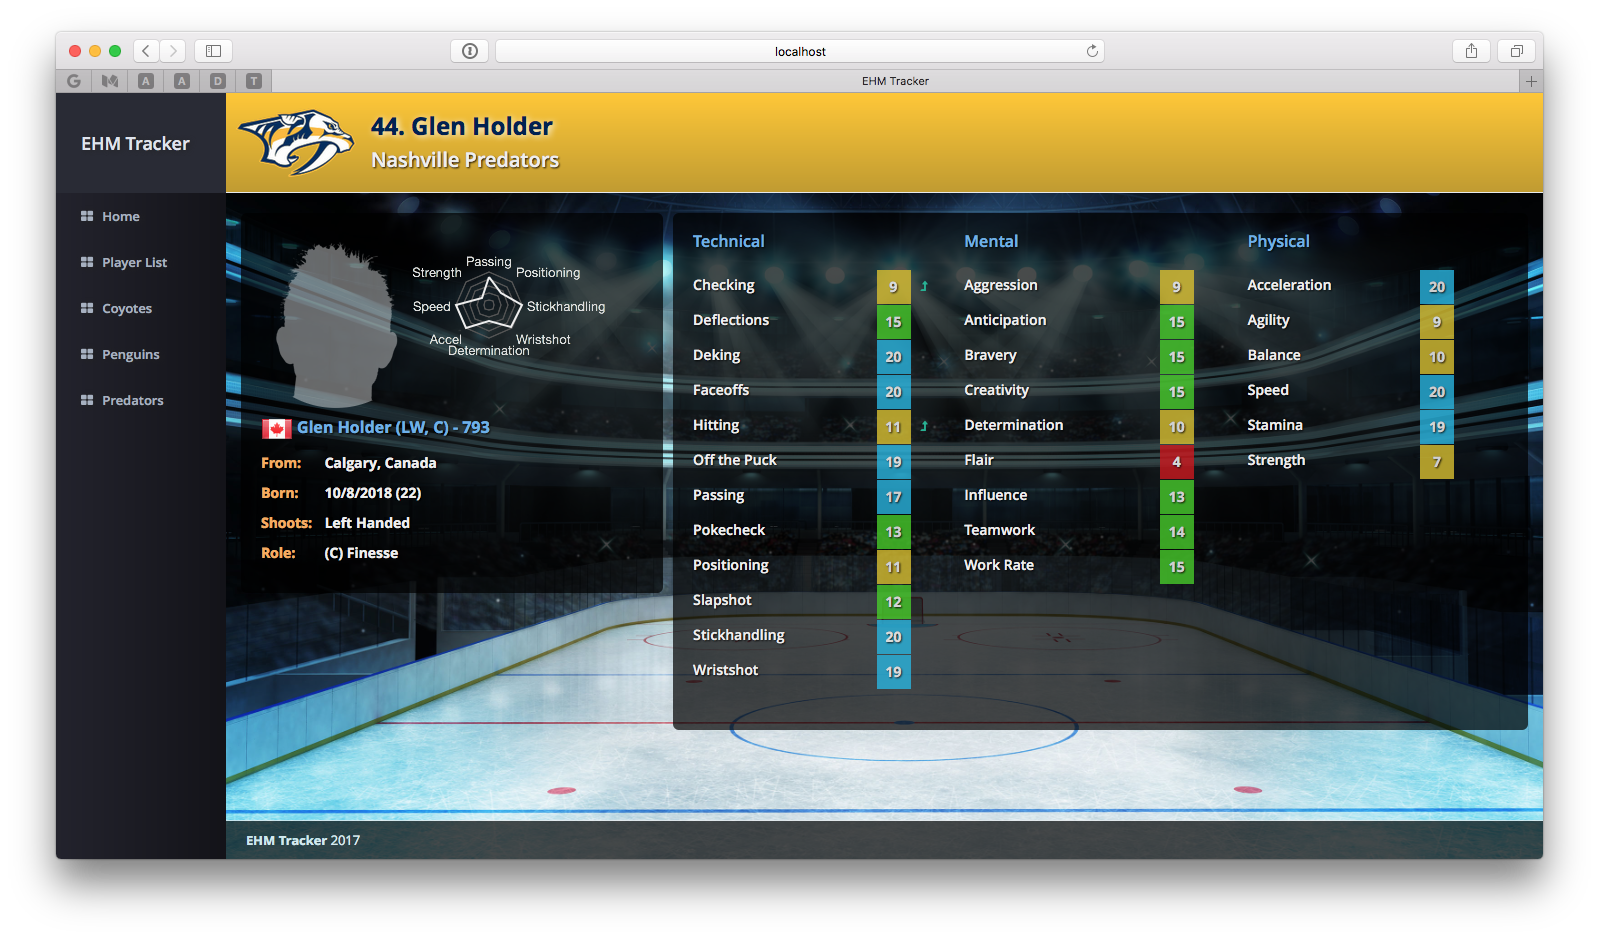 localhost
G
A
A
D
T
EHM Tracker
EHM Tracker
44. Glen Holder
Nashville Predators
Home
Player List
Coyotes
Penguins
Predators
Passing
Strength
Positioning
Speed
Stickhandling
Accel
Wristshot
Determination
Glen Holder (LW, C) - 793
From: Calgary, Canada
Born: 10/8/2018 (22)
Shoots: Left Handed
Role: (C) Finesse
Technical
Checking 9
Deflections 15
Deking 20
Faceoffs 20
Hitting 11
Off the Puck 19
Passing 17
Pokecheck 13
Positioning 11
Slapshot 12
Stickhandling 20
Wristshot 19
Mental
Aggression 9
Anticipation 15
Bravery 15
Creativity 15
Determination 10
Flair 4
Influence 13
Teamwork 14
Work Rate 15
Physical
Acceleration 20
Agility 9
Balance 10
Speed 20
Stamina 19
Strength 7
EHM Tracker 2017